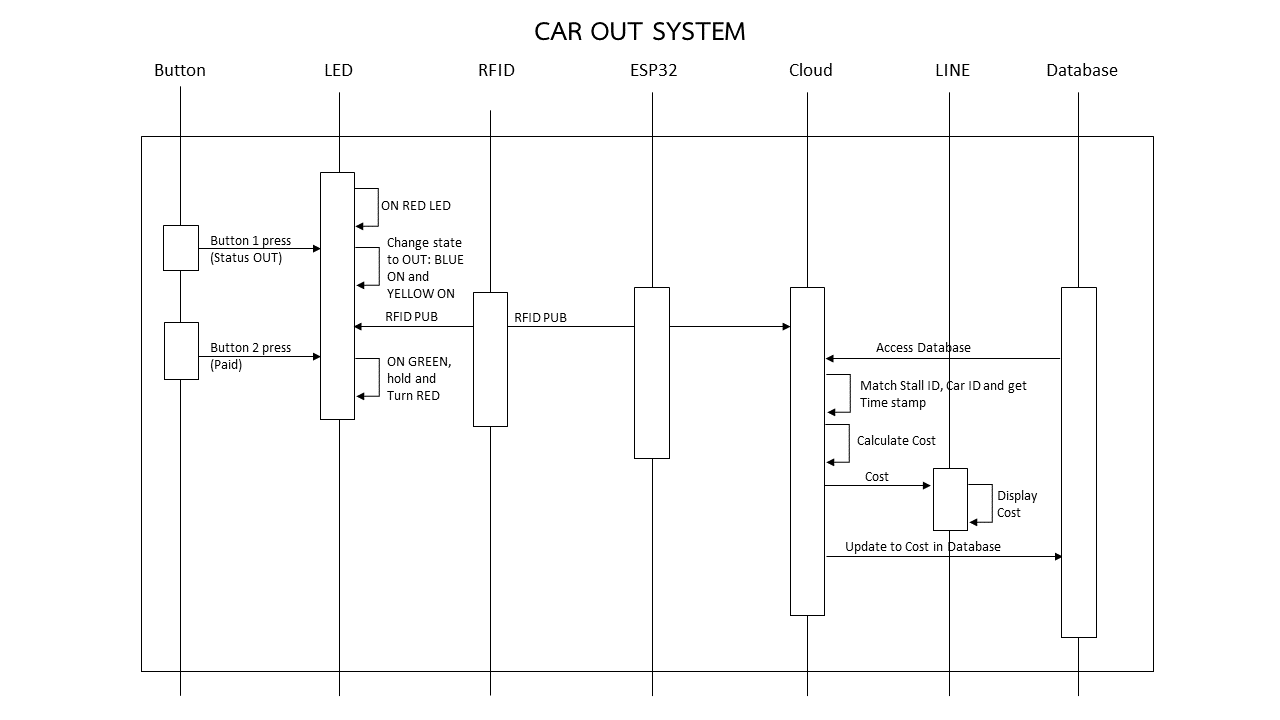 CAR OUT SYSTEM
Button
LED
RFID
ESP32
Cloud
LINE
Database
ON RED LED
Button 1 press
(Status OUT)
Change state
to OUT: BLUE
ON and
YELLOW ON
RFID PUB
RFID PUB
Button 2 press
(Paid)
Access Database
ON GREEN,
hold and
Turn RED
Match Stall ID, Car ID and get
Time stamp
Calculate Cost
Cost
Display
Cost
Update to Cost in Database